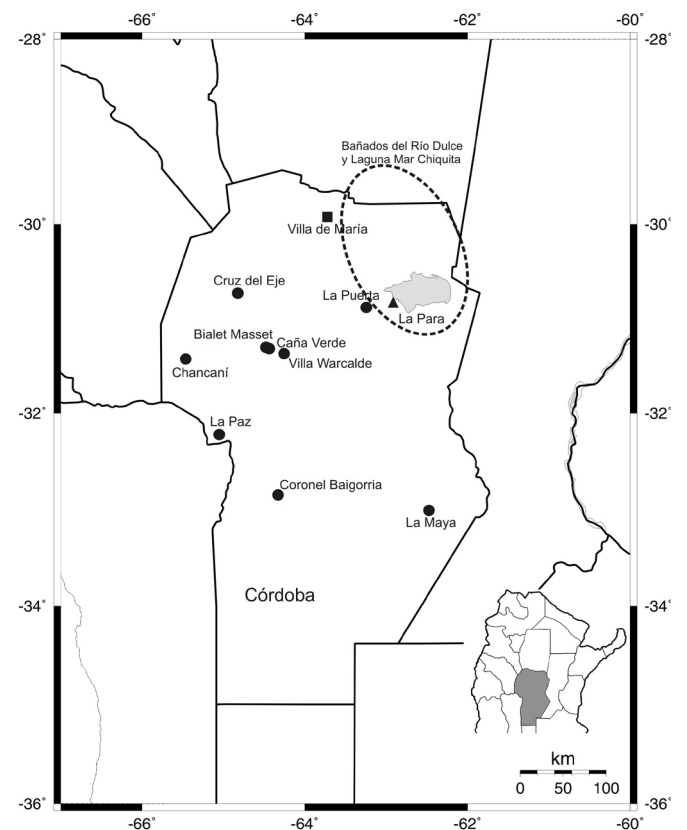 -66˚ -64˚ -62˚ -60˚
-28˚ -28˚
Bañados del Río Dulce
y Laguna Mar Chiquita
-30˚ -30˚
Villa de María
Cruz del Eje
La Puerta
La Para
Bialet Masset
Caña Verde
Villa Warcalde
Chancaní
-32˚ -32˚
La Paz
Coronel Baigorria
La Maya
Córdoba
-34˚ -34˚
km
0 50 100
-36˚ -36˚
-66˚ -64˚ -62˚ -60˚